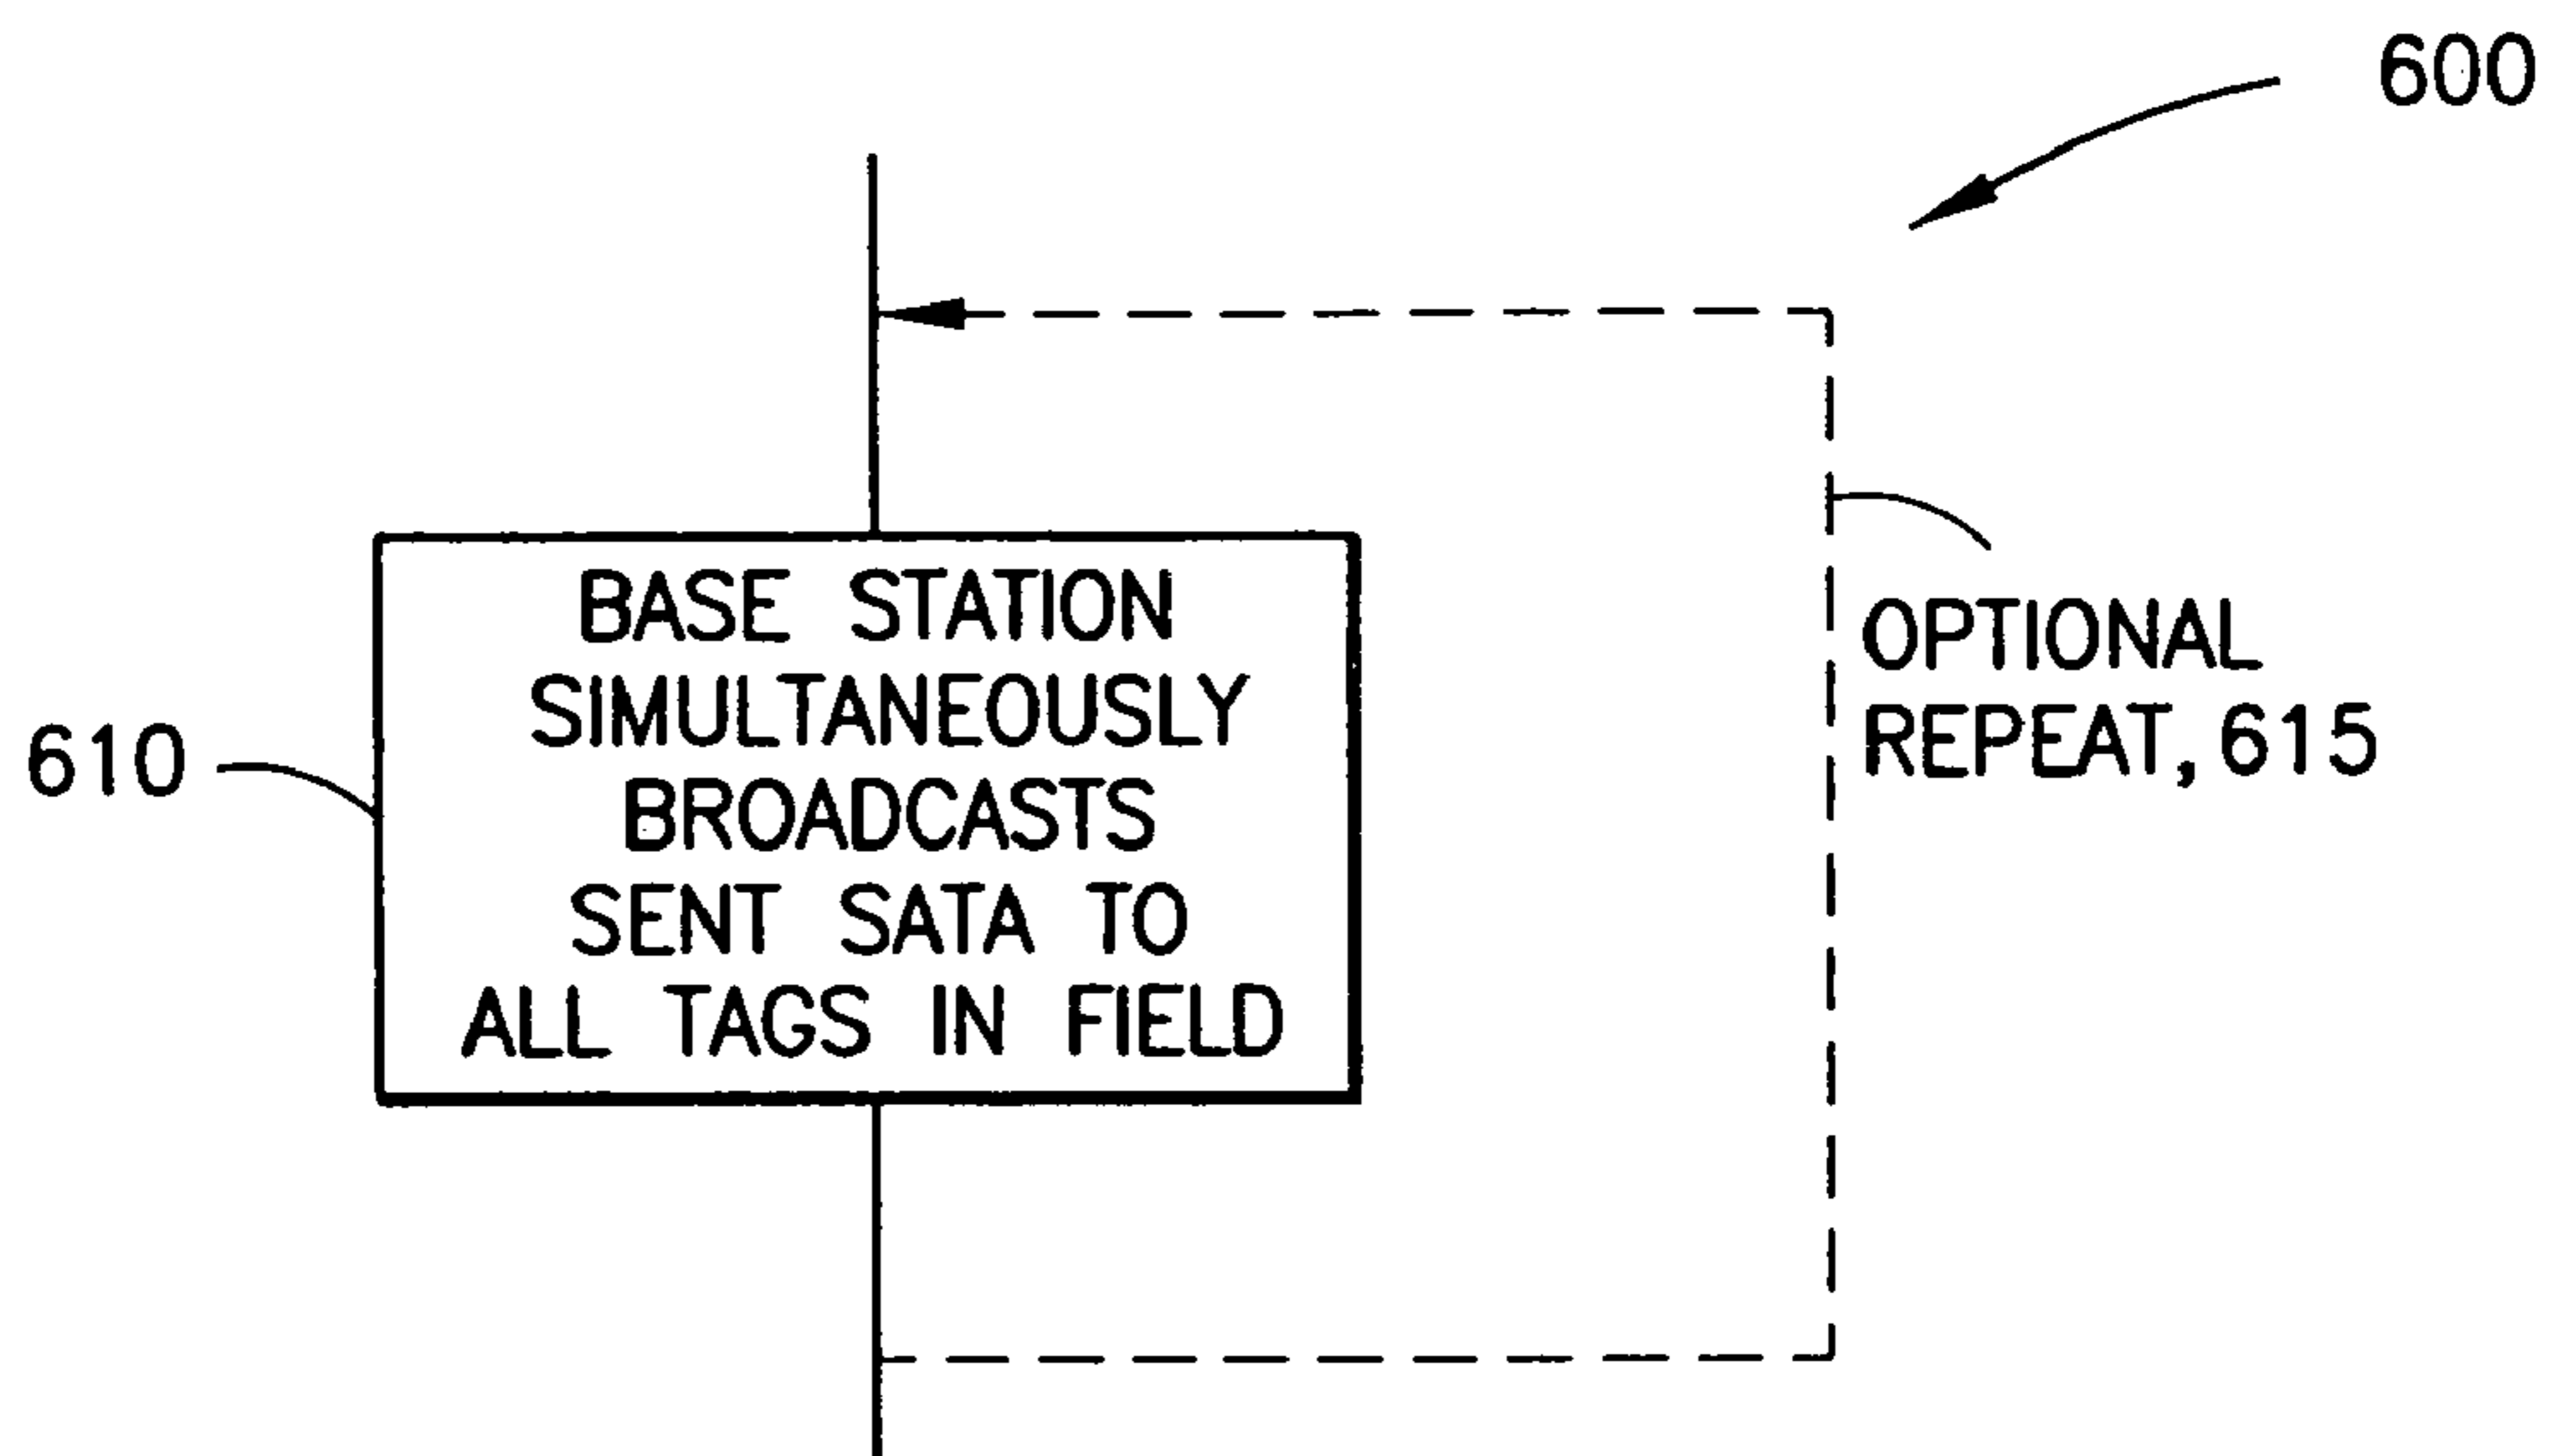 600
BASE STATION
SIMULTANEOUSLY
BROADCASTS
SENT SATA TO
ALL TAGS IN FIELD
610
OPTIONAL
REPEAT, 615